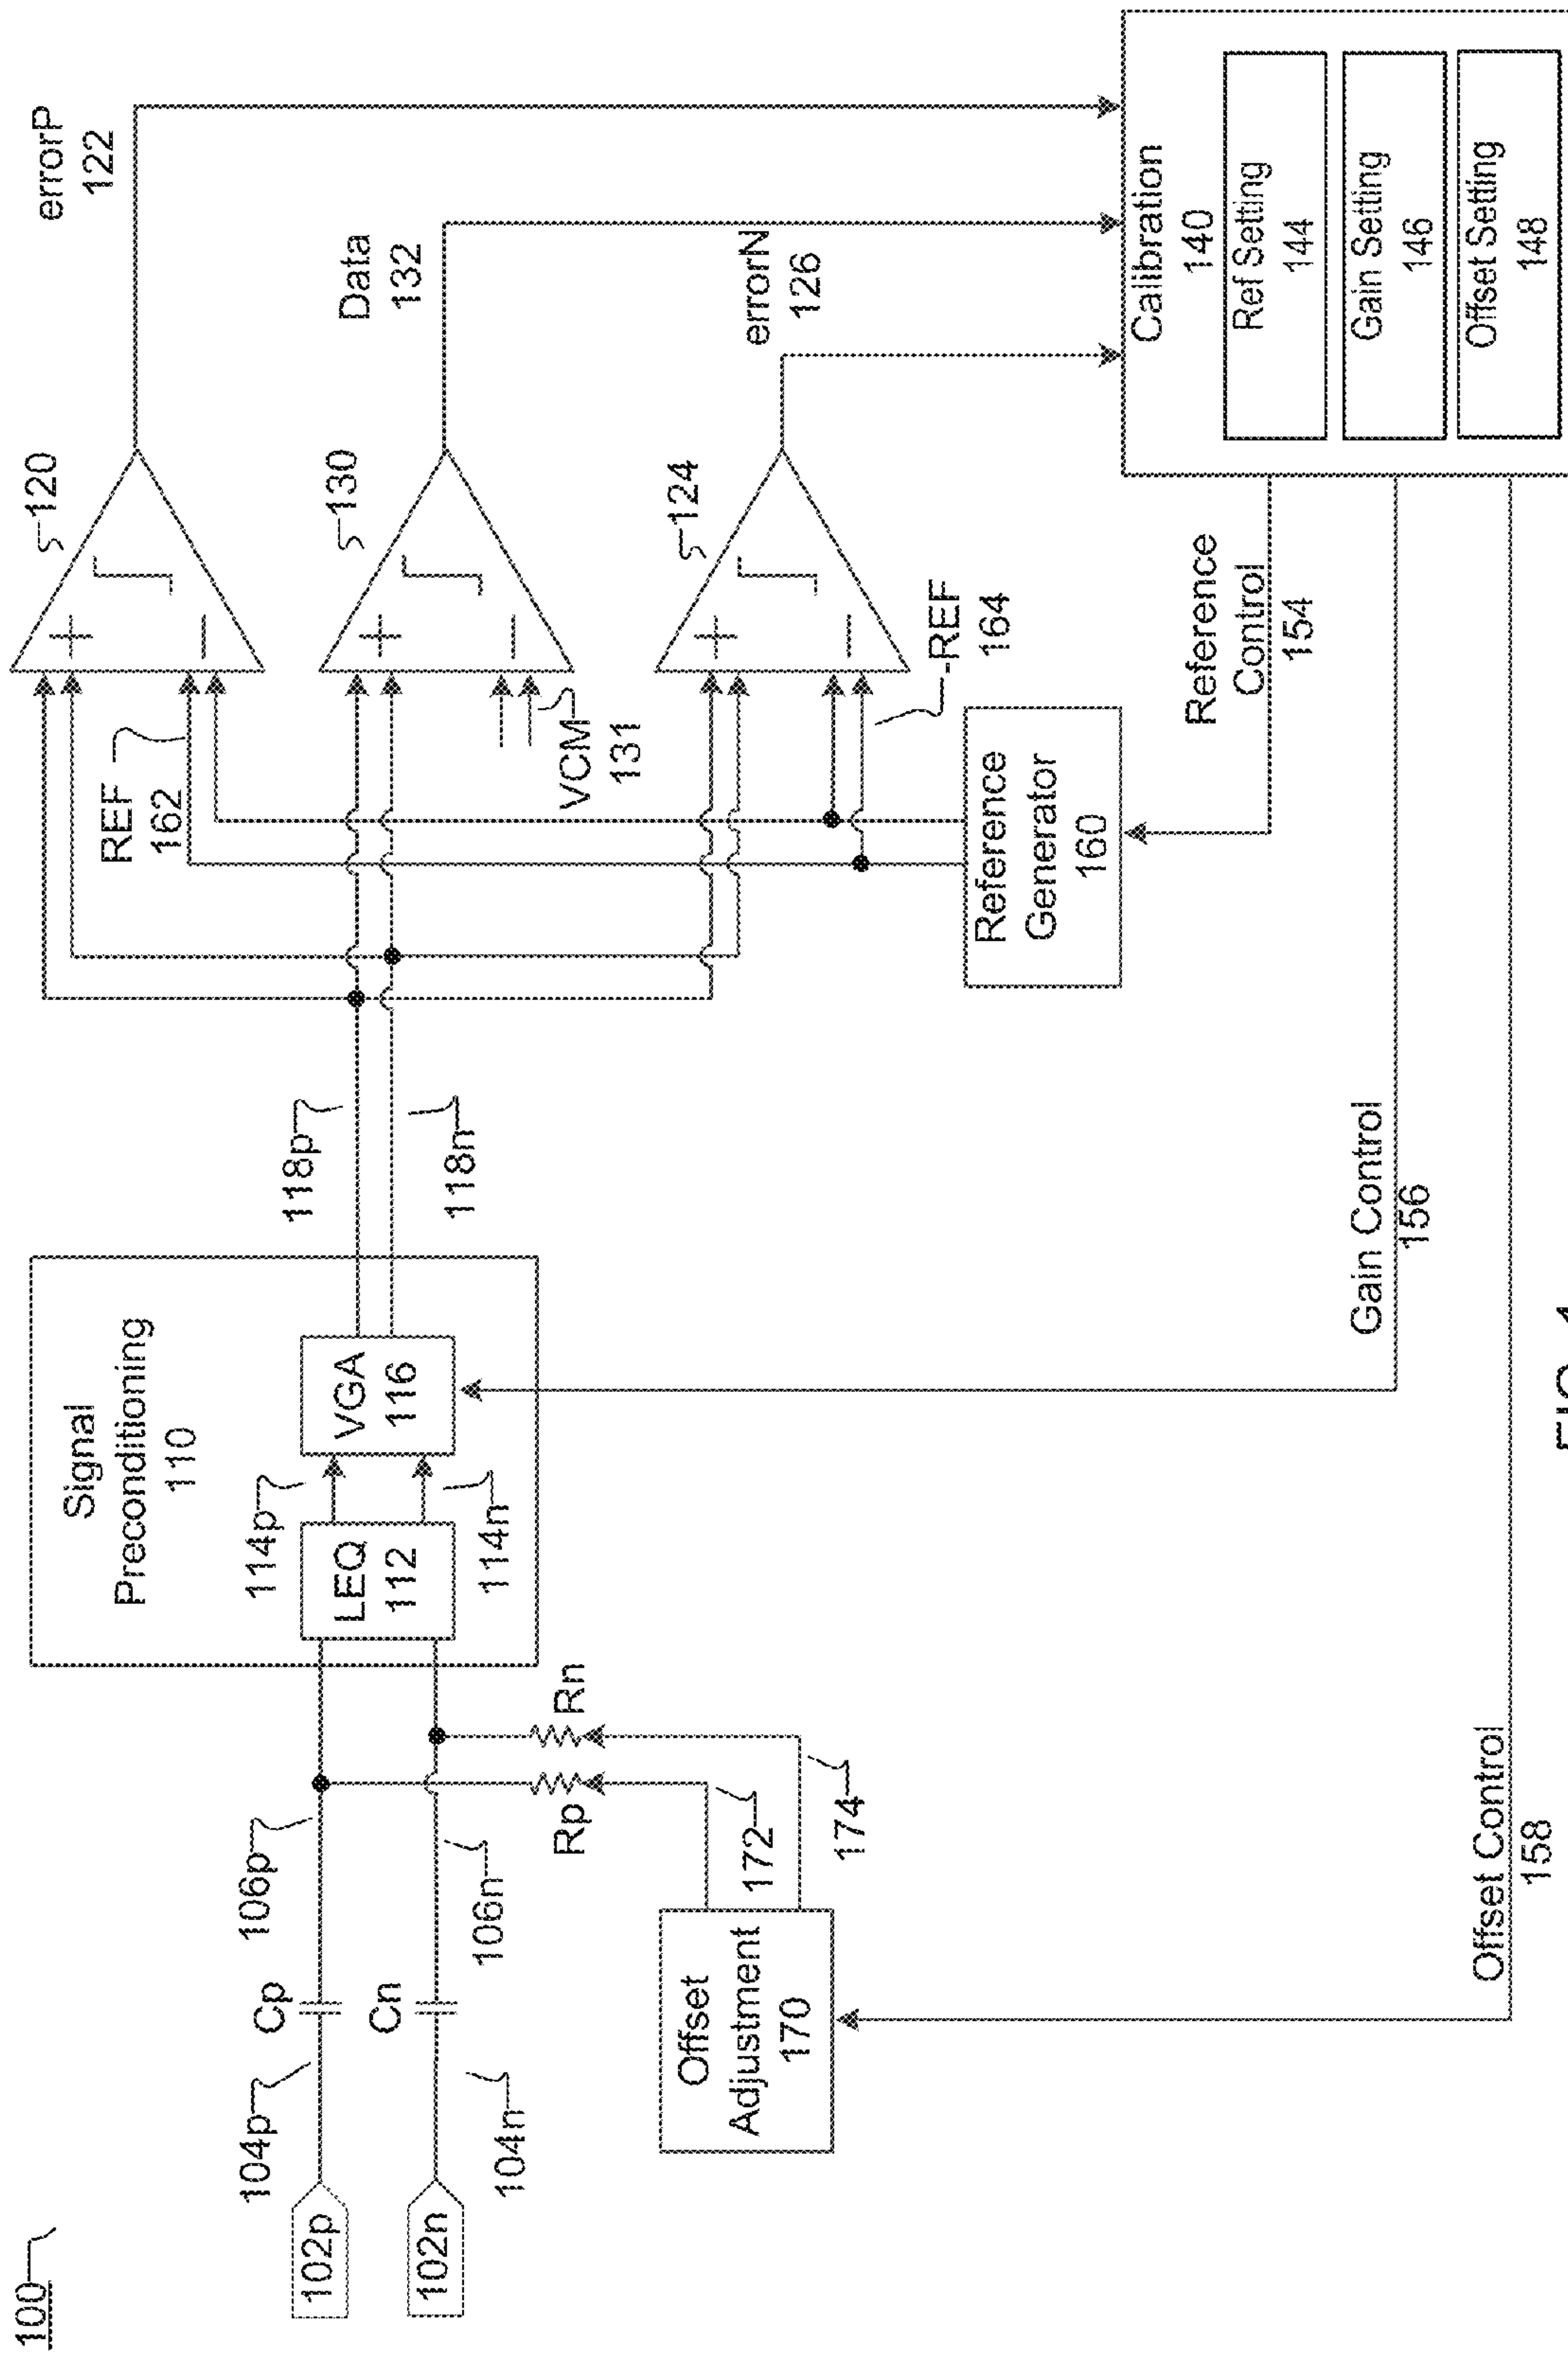 100
102p
102n
104p
104n
Cp
Cn
106p
106n
Rp
Rn
172
174
Offset
Adjustment
170
Signal
Preconditioning
110
LEQ
112
114p
114n
VGA
116
118p
118n
REF
162
VCM
131
-REF
164
Reference
Generator
160
120
+
−
130
+
−
124
+
−
errorP
122
Data
132
errorN
126
Calibration
140
Ref Setting
144
Gain Setting
146
Offset Setting
148
Reference
Control
154
Gain Control
156
Offset Control
158